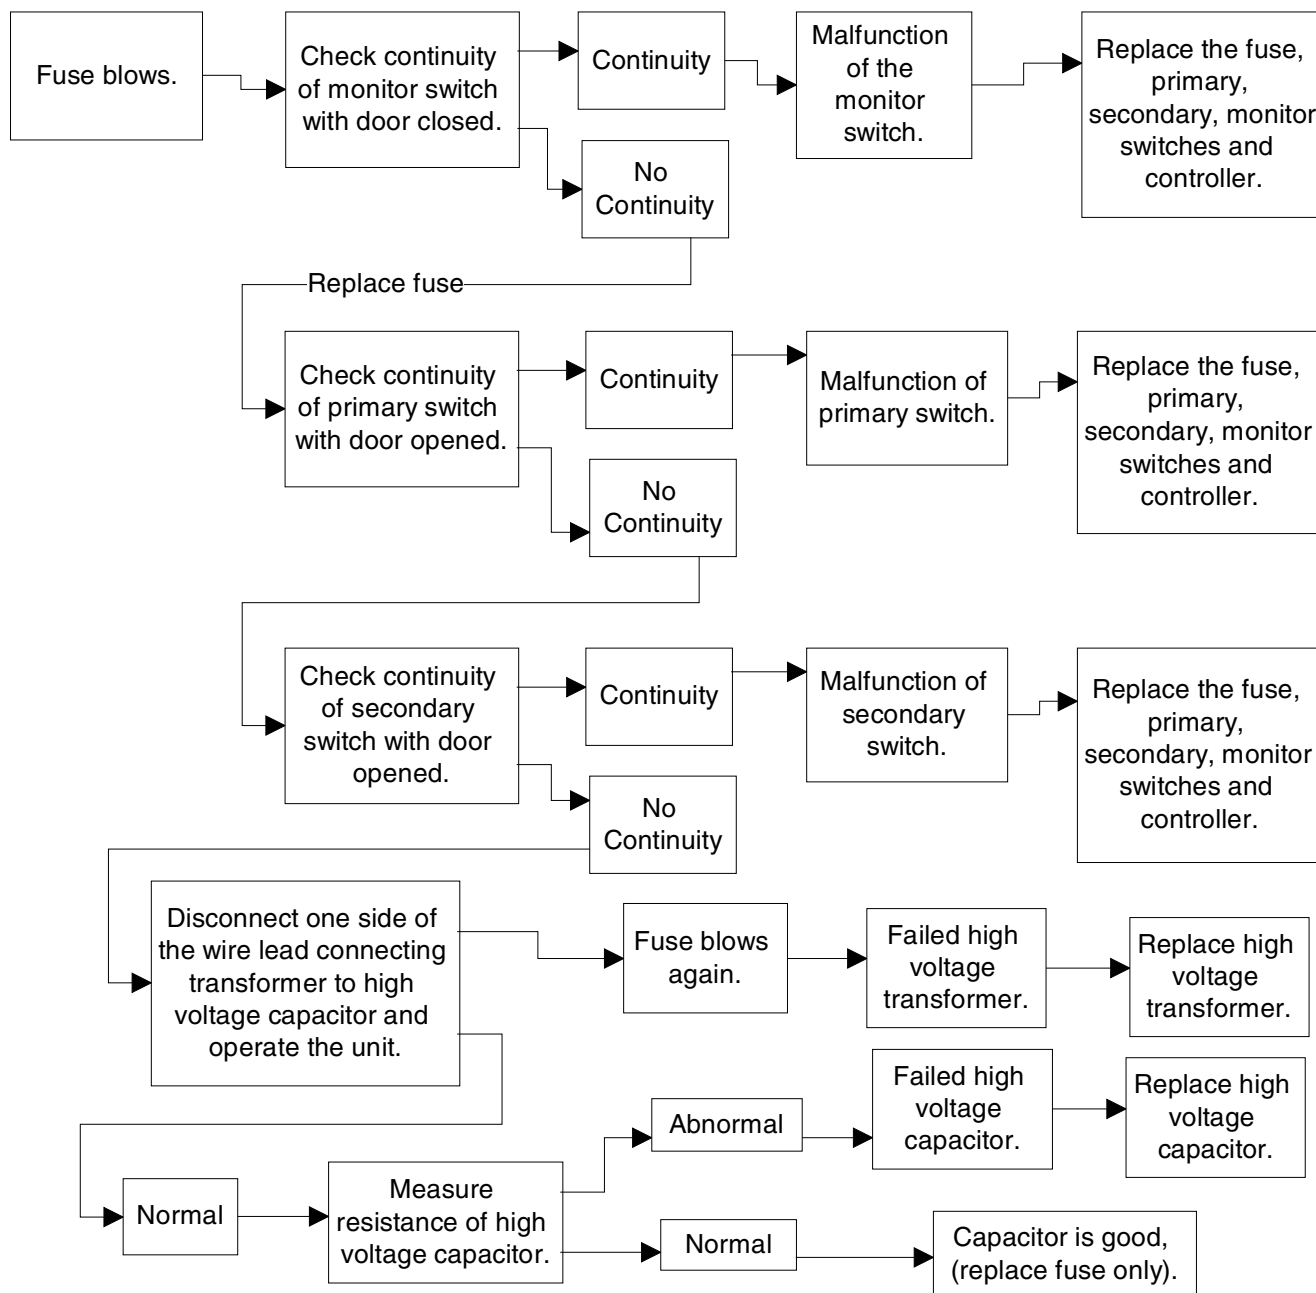 Fuse blows.
Check continuity
of monitor switch
with door closed.
Continuity
Malfunction
of the
monitor
switch.
Replace the fuse,
primary,
secondary, monitor
switches and
controller.
No
Continuity
Replace fuse
Check continuity
of primary switch
with door opened.
Continuity
Malfunction of
primary switch.
Replace the fuse,
primary,
secondary, monitor
switches and
controller.
No
Continuity
Check continuity
of secondary
switch with door
opened.
Continuity
Malfunction of
secondary
switch.
Replace the fuse,
primary,
secondary, monitor
switches and
controller.
No
Continuity
Disconnect one side of
the wire lead connecting
transformer to high
voltage capacitor and
operate the unit.
Fuse blows
again.
Failed high
voltage
transformer.
Replace high
voltage
transformer.
Normal
Measure
resistance of high
voltage capacitor.
Abnormal
Failed high
voltage
capacitor.
Replace high
voltage
capacitor.
Normal
Capacitor is good,
(replace fuse only).